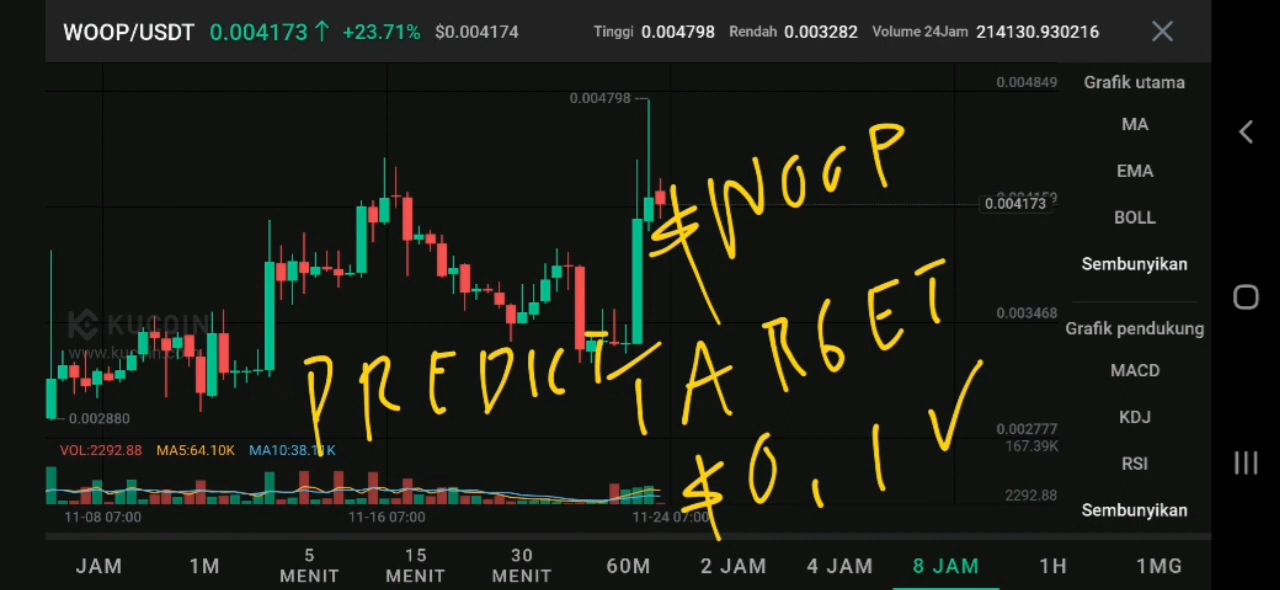 WOOP/USDT 0.004173↑ +23.71% $0.004174 Tinggi 0.004798 Rendah 0.003282 Volume 24Jam 214130.930216
0.004849
0.004798
0.004173
0.003468
0.002880
0.002777
167.39K
2292.88
KUCOIN
VOL:2292.88 MA5:64.10K MA10:38.11K
11-08 07:00 11-16 07:00 11-24 07:00
$WOOP
PREDICT TARGET
$0,1 ✓
Grafik utama
MA
EMA
BOLL
Sembunyikan
Grafik pendukung
MACD
KDJ
RSI
Sembunyikan
JAM 1M 5 MENIT 15 MENIT 30 MENIT 60M 2 JAM 4 JAM 8 JAM 1H 1MG